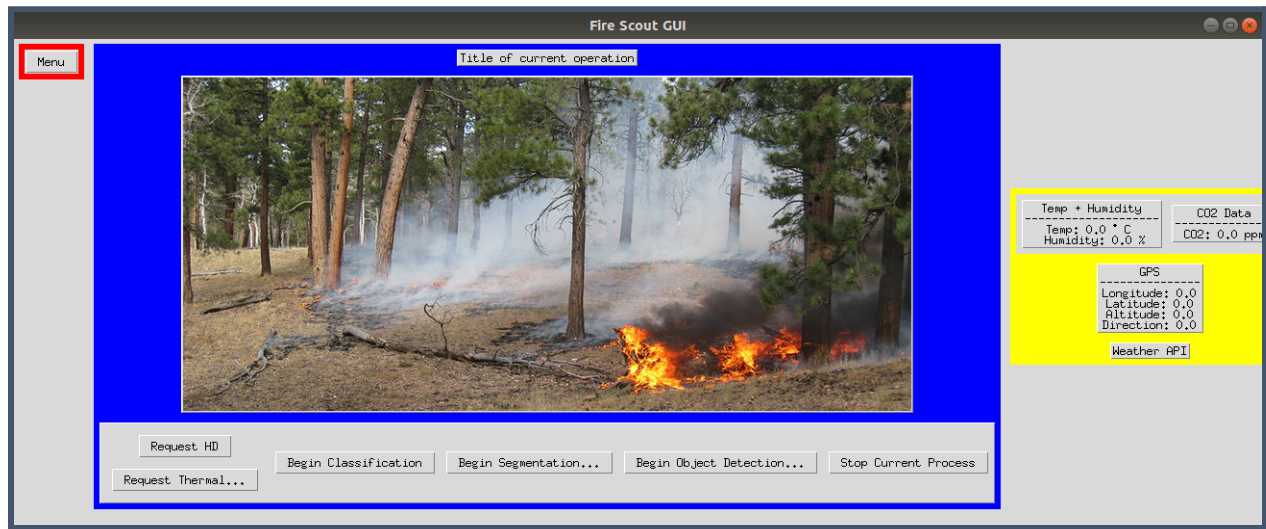 Fire Scout GUI
Menu
Title of current operation
Temp + Humidity
Temp: 0.0 ° C
Humidity: 0.0 %
CO2 Data
CO2: 0.0 ppm
GPS
Longitude: 0.0
Latitude: 0.0
Altitude: 0.0
Direction: 0.0
Weather API
Request HD
Request Thermal...
Begin Classification
Begin Segmentation...
Begin Object Detection...
Stop Current Process